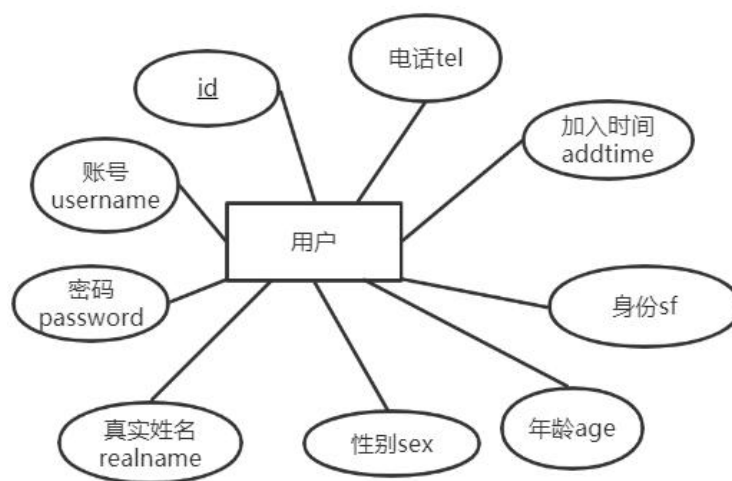 电话tel
id
加入时间
addtime
账号
username
用户
密码
password
身份sf
真实姓名
realname
性别sex
年龄age